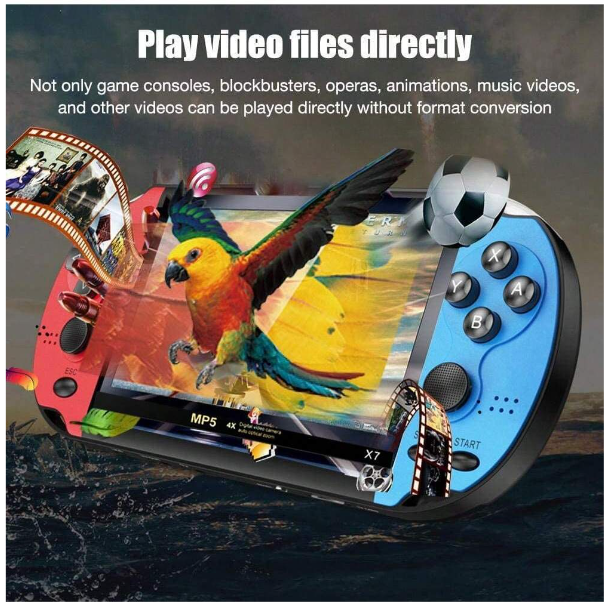 Play video files directly
Not only game consoles, blockbusters, operas, animations, music videos,
and other videos can be played directly without format conversion
X
Y
A
B
ESC
START
MP5
4X
Digital video camera
auto optical zoom
X7